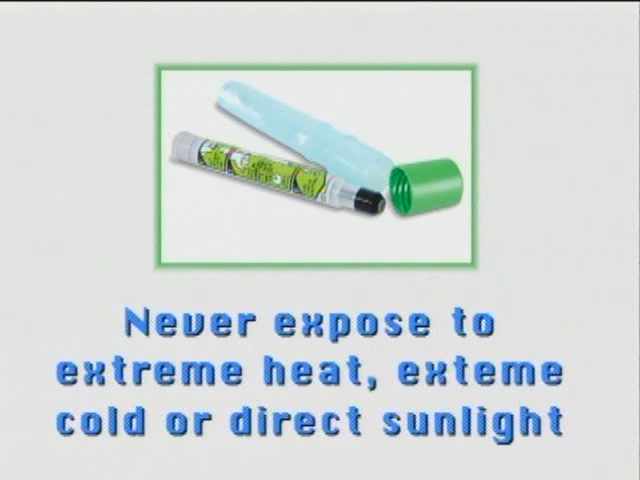 Never expose to
extreme heat, exteme
cold or direct sunlight